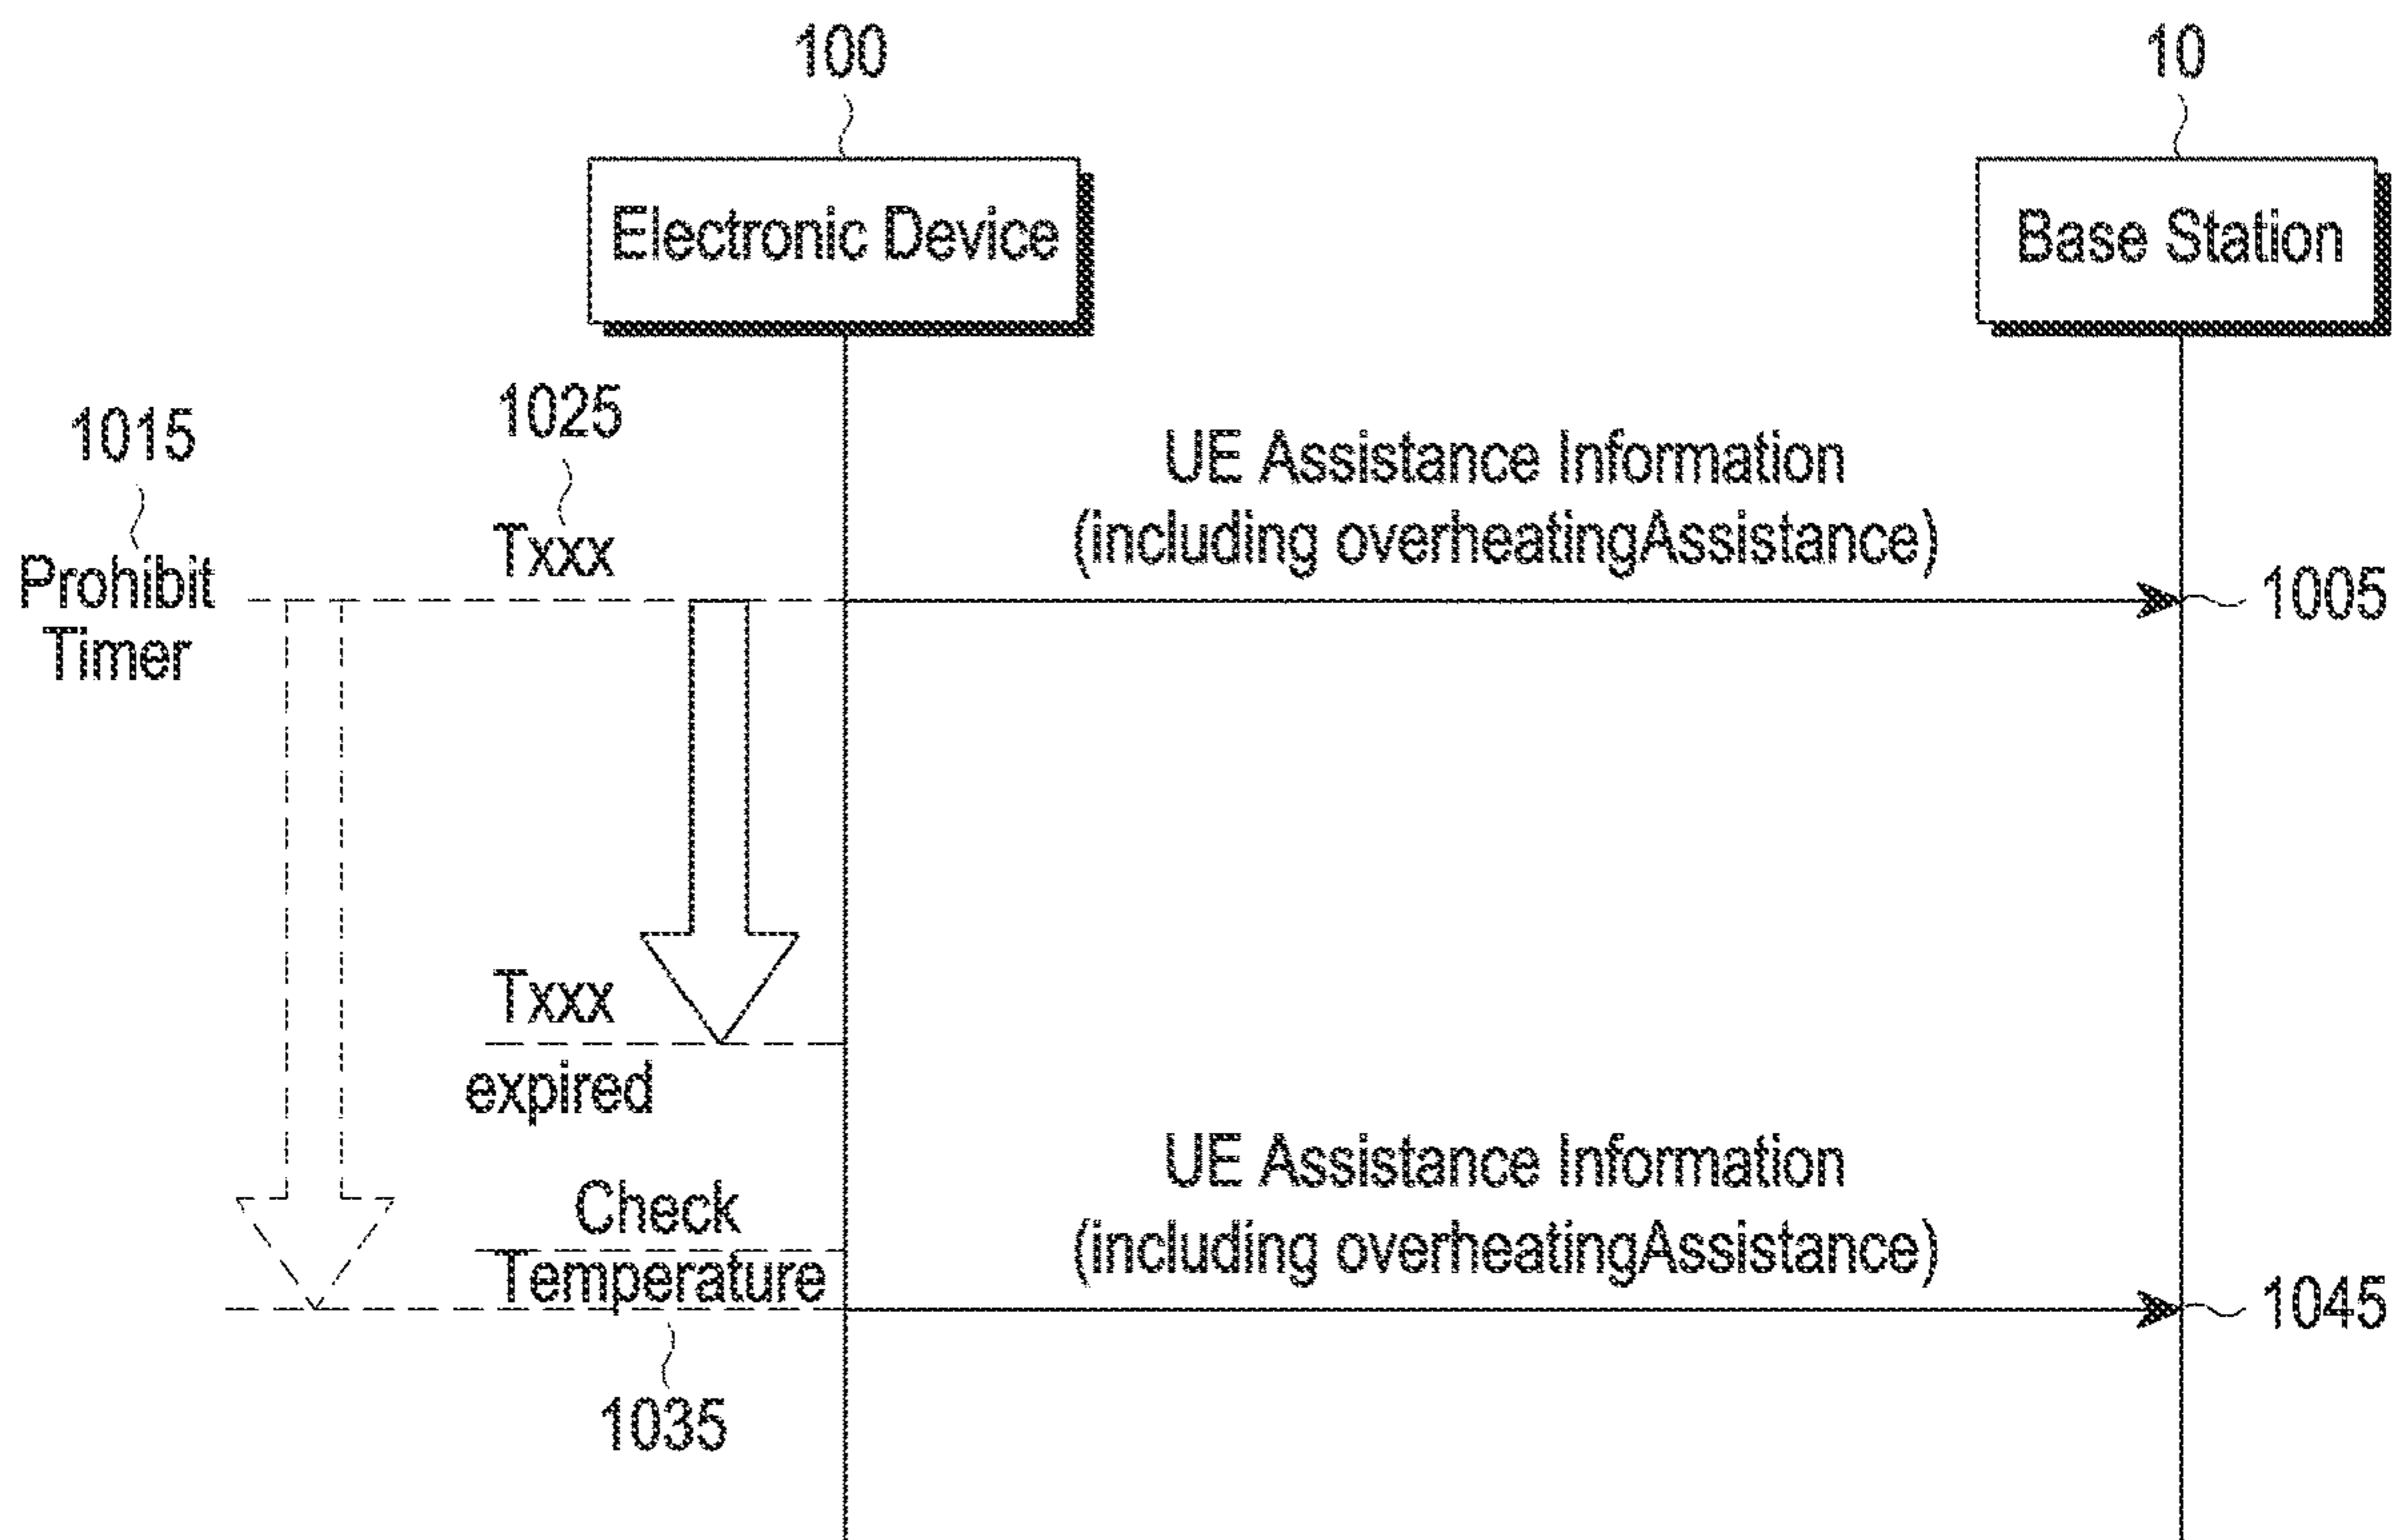 100
10
Electronic Device
Base Station
1015
1025
UE Assistance Information
(including overheatingAssistance)
Txxx
Prohibit
Timer
1005
Txxx
expired
UE Assistance Information
(including overheatingAssistance)
Check
Temperature
1045
1035